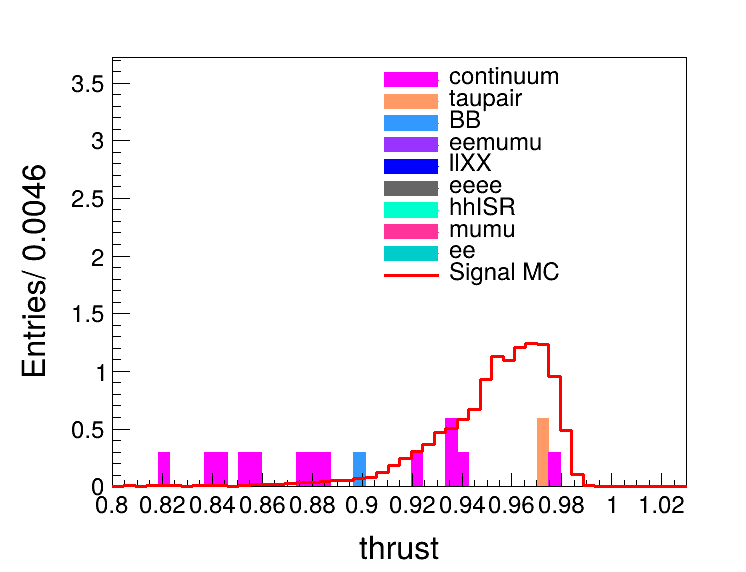 continuum
taupair
BB
eemumu
llXX
eeee
hhISR
mumu
ee
Signal MC
3.5
3
2.5
2
1.5
1
0.5
0
Entries/ 0.0046
0.8 0.82 0.84 0.86 0.88 0.9 0.92 0.94 0.96 0.98 1 1.02
thrust